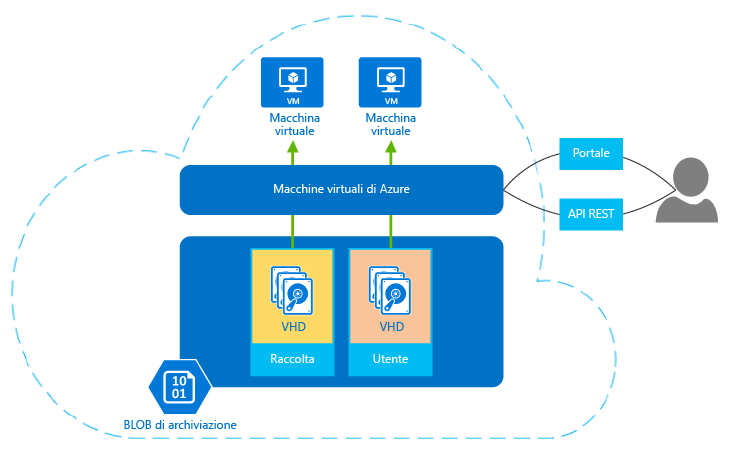 VM
VM
Macchina
virtuale
Macchina
virtuale
Macchine virtuali di Azure
Portale
API REST
VHD
VHD
Raccolta
Utente
10
01
BLOB di archiviazione